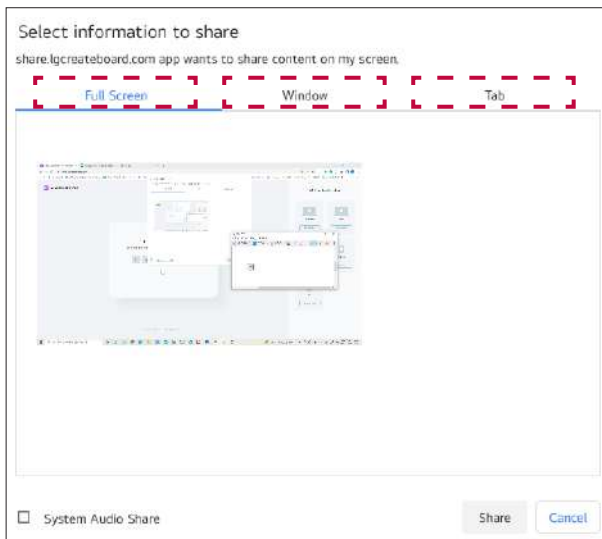 Select information to share
share.lgcreateboard.com app wants to share content on my screen.
Full Screen Window Tab
System Audio Share Share Cancel